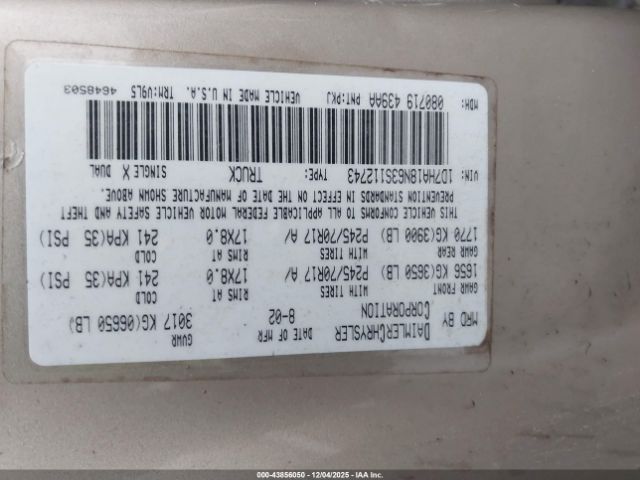 MFD BY
DAIMLERCHRYSLER
CORPORATION
DATE OF MFR
8-02
GVWR
3017 KG(06650 LB)
GAWR FRONT
1656 KG(3650 LB)
WITH TIRES
P245/70R17 A/
RIMS AT
17X8.0
COLD
241 KPA(35 PSI)
GAWR REAR
1770 KG(3900 LB)
WITH TIRES
P245/70R17 A/
RIMS AT
17X8.0
COLD
241 KPA(35 PSI)
THIS VEHICLE CONFORMS TO ALL APPLICABLE FEDERAL MOTOR VEHICLE SAFETY AND THEFT
PREVENTION STANDARDS IN EFFECT ON THE DATE OF MANUFACTURE SHOWN ABOVE.
VIN: 1D7HA18N63S112743 TYPE: TRUCK SINGLE X DUAL
MDH: 080719 439AA PNT:PKJ VEHICLE MADE IN U.S.A. TRM:V9L5
4648503
000-43856050 - 12/04/2025 - IAAI